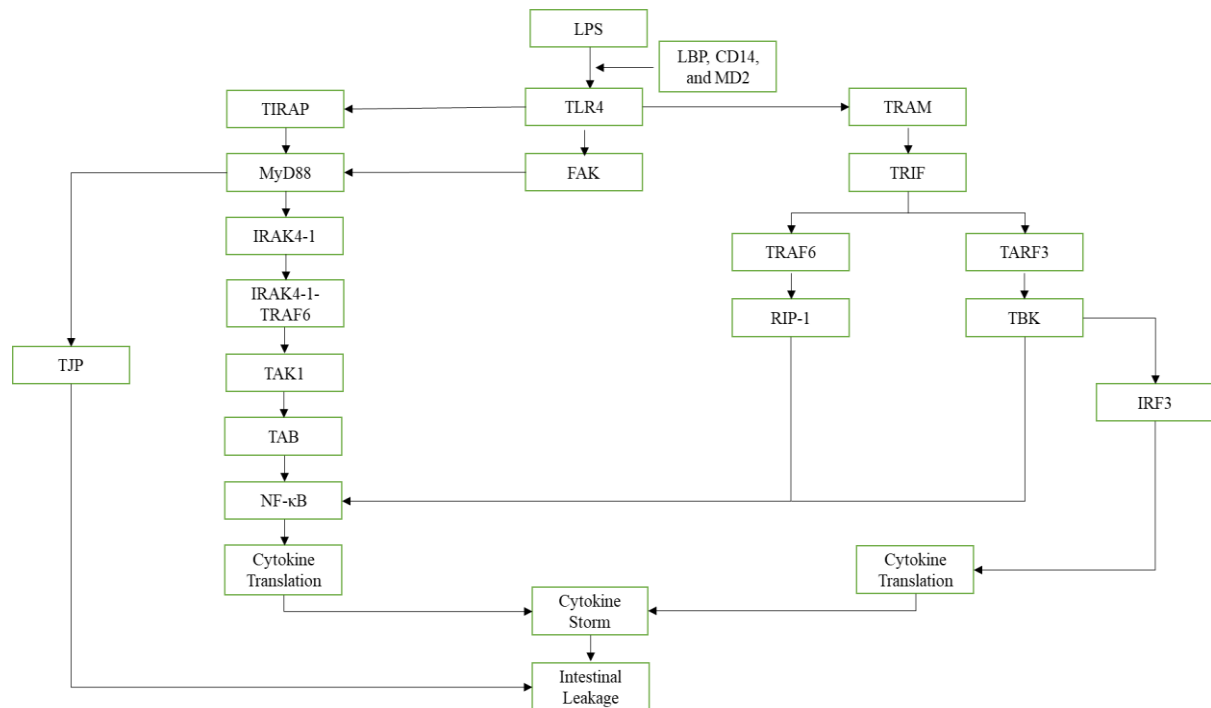 LPS
LBP, CD14,
and MD2
TIRAP
TLR4
TRAM
MyD88
FAK
TRIF
IRAK4-1
TRAF6
TARF3
IRAK4-1-
TRAF6
RIP-1
TBK
TJP
TAK1
IRF3
TAB
NF-κB
Cytokine
Translation
Cytokine
Translation
Cytokine
Storm
Intestinal
Leakage